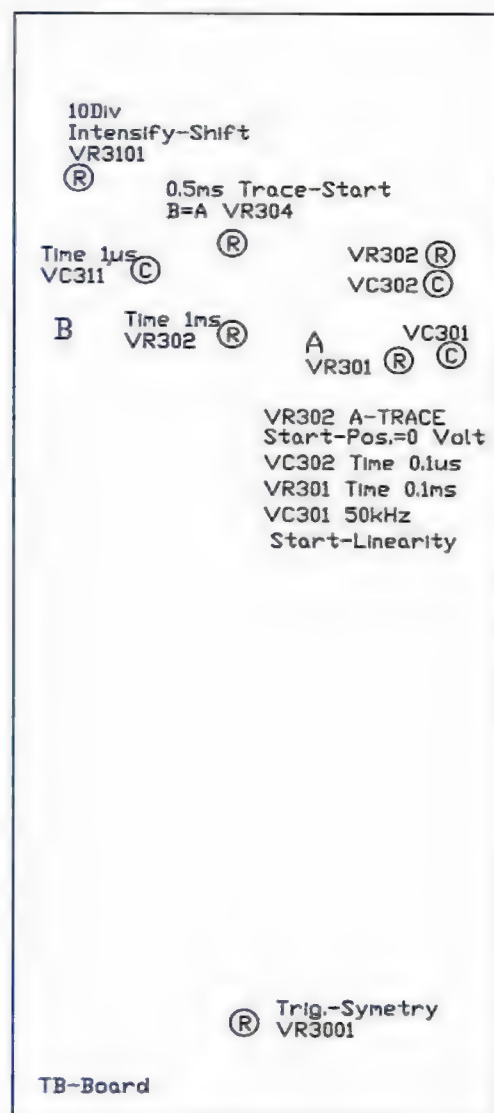 10Div
Intensify-Shift
VR3101
R
0.5ms Trace-Start
B=A VR304
R
Time 1µs
VC311 C
VR302 R
VC302 C
B
Time 1ms
VR302 R
A
VR301 R
VC301
C
VR302 A-TRACE
Start-Pos.=0 Volt
VC302 Time 0.1us
VR301 Time 0.1ms
VC301 50kHz
Start-Linearity
R
Trig.-Symetry
VR3001
TB-Board